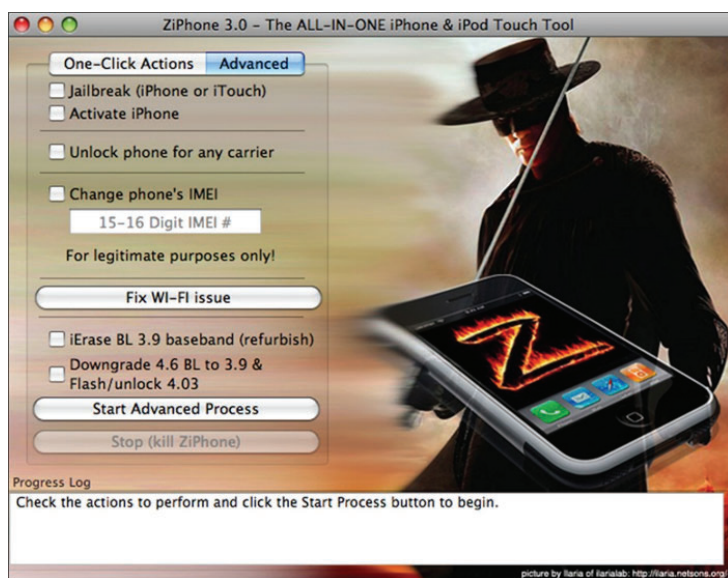 ZiPhone 3.0 - The ALL-IN-ONE iPhone & iPod Touch Tool
One-Click Actions Advanced
Jailbreak (iPhone or iTouch)
Activate iPhone
Unlock phone for any carrier
Change phone's IMEI
15-16 Digit IMEI #
For legitimate purposes only!
Fix WI-FI issue
iErase BL 3.9 baseband (refurbish)
Downgrade 4.6 BL to 3.9 &
Flash/unlock 4.03
Start Advanced Process
Stop (kill ZiPhone)
Z
Progress Log
Check the actions to perform and click the Start Process button to begin.
picture by Ilaria of ilarialab: http://ilaria.netsons.org/